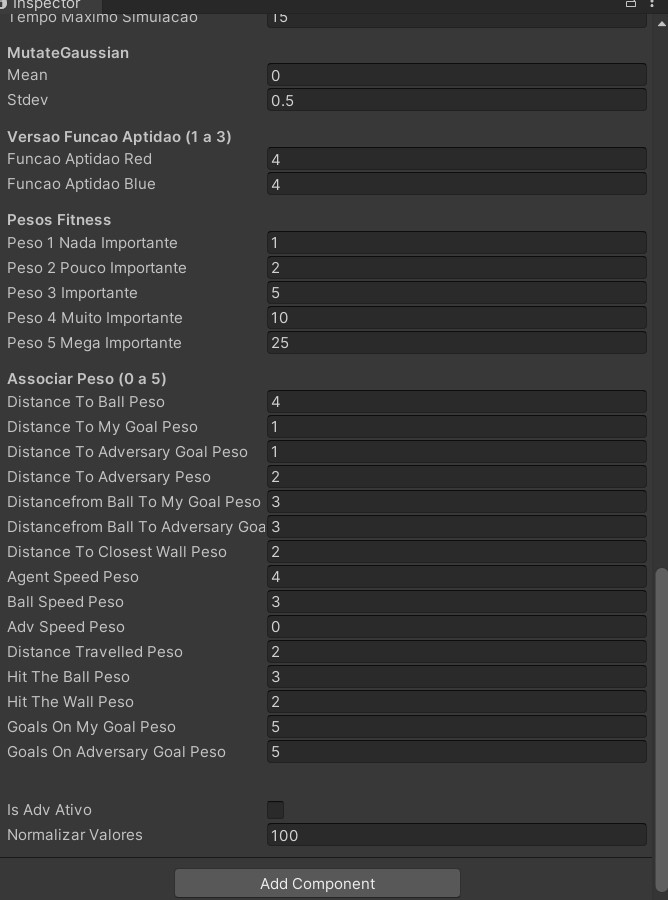 Inspector
Tempo Maximo Simulacao 15
MutateGaussian
Mean 0
Stdev 0.5
Versao Funcao Aptidao (1 a 3)
Funcao Aptidao Red 4
Funcao Aptidao Blue 4
Pesos Fitness
Peso 1 Nada Importante 1
Peso 2 Pouco Importante 2
Peso 3 Importante 5
Peso 4 Muito Importante 10
Peso 5 Mega Importante 25
Associar Peso (0 a 5)
Distance To Ball Peso 4
Distance To My Goal Peso 1
Distance To Adversary Goal Peso 1
Distance To Adversary Peso 2
Distancefrom Ball To My Goal Peso 3
Distancefrom Ball To Adversary Goa 3
Distance To Closest Wall Peso 2
Agent Speed Peso 4
Ball Speed Peso 3
Adv Speed Peso 0
Distance Travelled Peso 2
Hit The Ball Peso 3
Hit The Wall Peso 2
Goals On My Goal Peso 5
Goals On Adversary Goal Peso 5
Is Adv Ativo
Normalizar Valores 100
Add Component